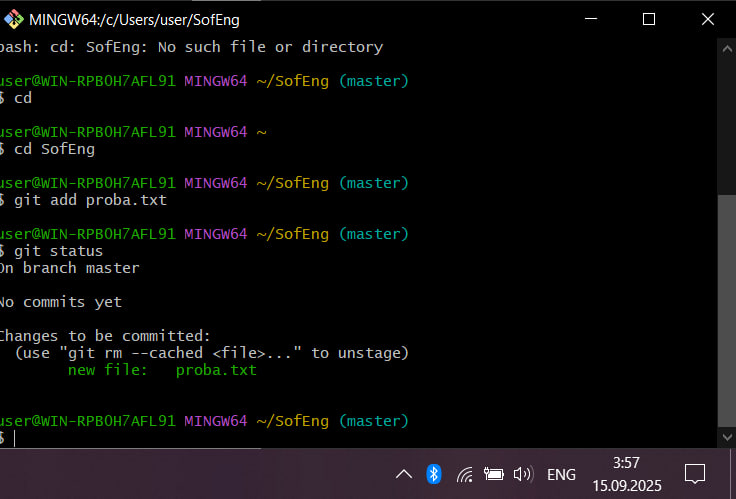 MINGW64:/c/Users/user/SofEng
bash: cd: SofEng: No such file or directory
user@WIN-RPB0H7AFL91 MINGW64 ~/SofEng (master)
$ cd
user@WIN-RPB0H7AFL91 MINGW64 ~
$ cd SofEng
user@WIN-RPB0H7AFL91 MINGW64 ~/SofEng (master)
$ git add proba.txt
user@WIN-RPB0H7AFL91 MINGW64 ~/SofEng (master)
$ git status
On branch master
No commits yet
Changes to be committed:
(use "git rm --cached <file>..." to unstage)
new file:   proba.txt
user@WIN-RPB0H7AFL91 MINGW64 ~/SofEng (master)
$
ENG
3:57
15.09.2025